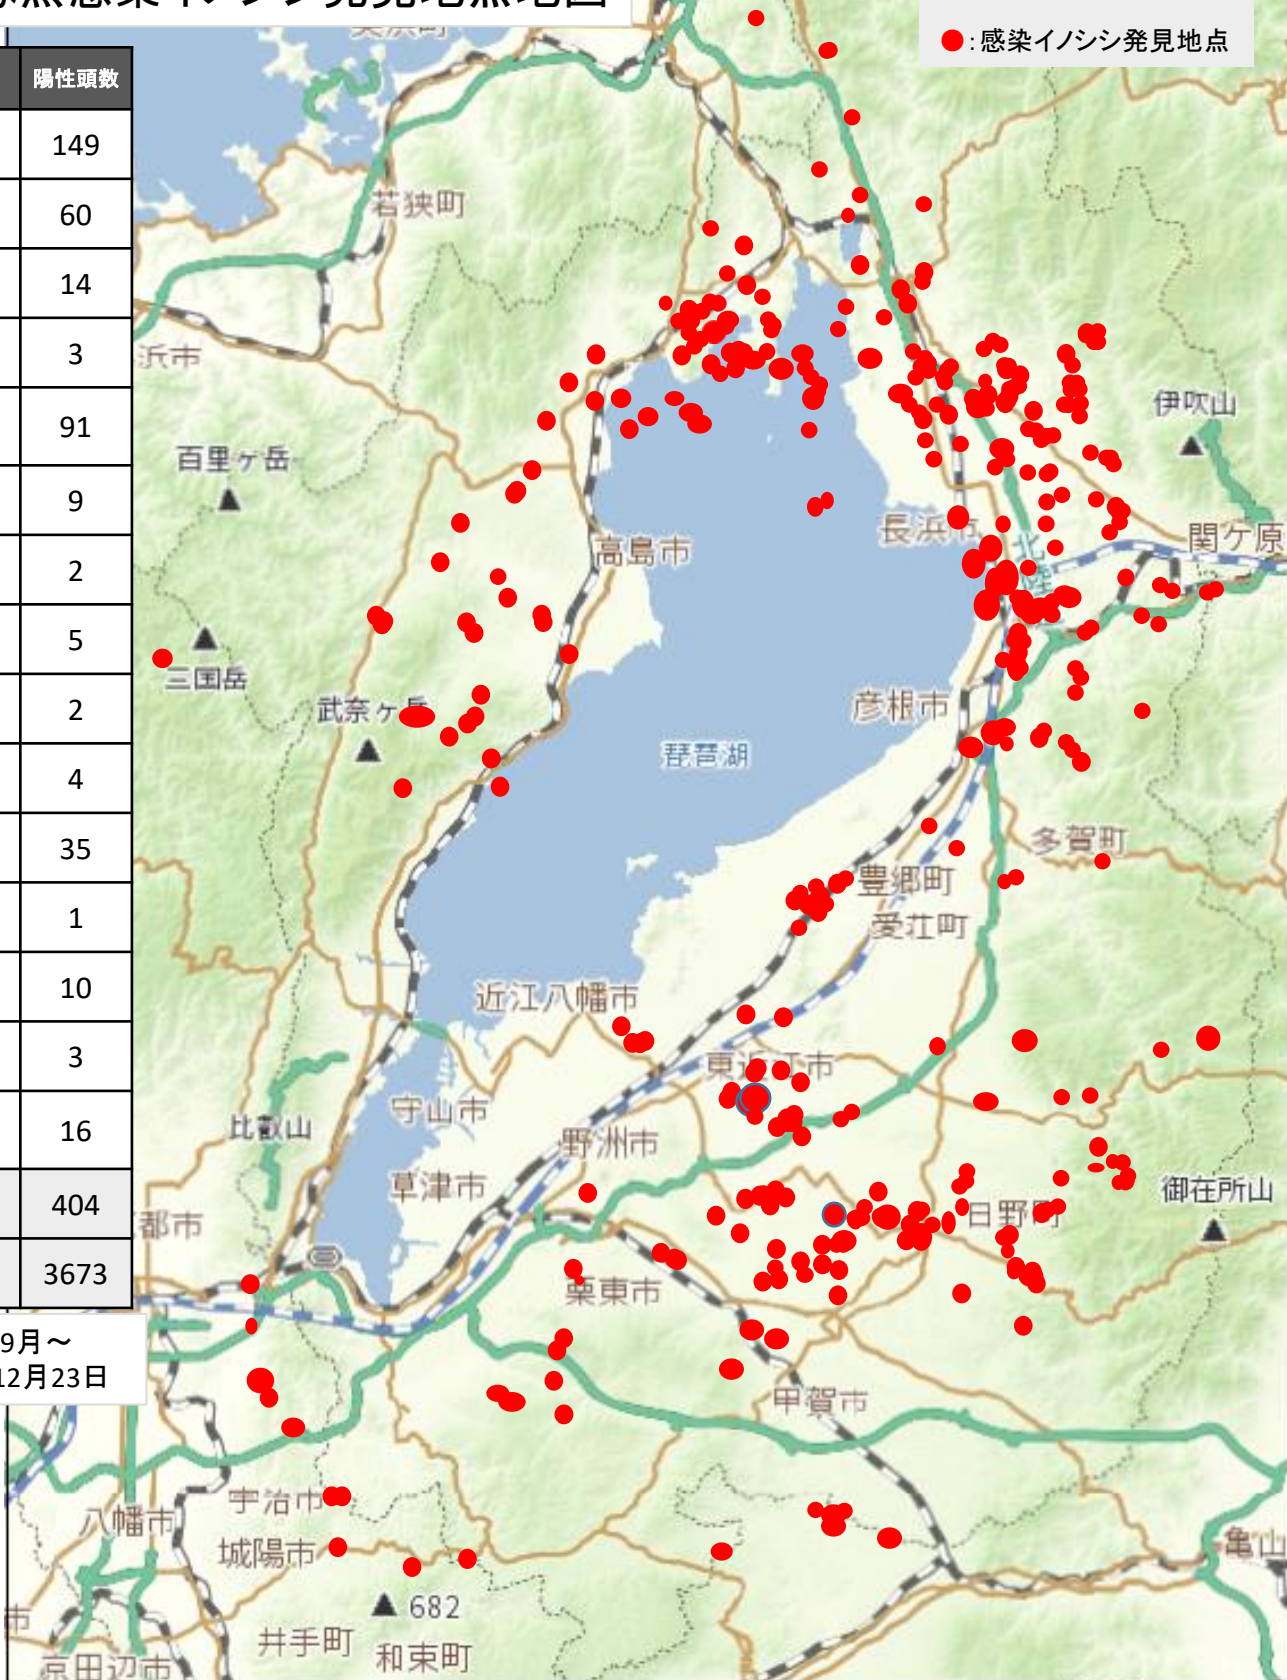 感染イノシシ発見地点地図
●：感染イノシシ発見地点
陽性頭数
149
60
14
3
91
9
2
5
2
4
35
1
10
3
16
404
3673
9月～
12月23日
若狭町
浜市
百里ヶ岳
三国岳
武奈ヶ岳
高島市
琵琶湖
長浜市
伊吹山
関ケ原
彦根市
多賀町
豊郷町
愛荘町
近江八幡市
東近江市
守山市
野洲市
比叡山
草津市
都市
日野町
御在所山
栗東市
甲賀市
宇治市
八幡市
城陽市
亀山
682
市
井手町
和束町
京田辺市